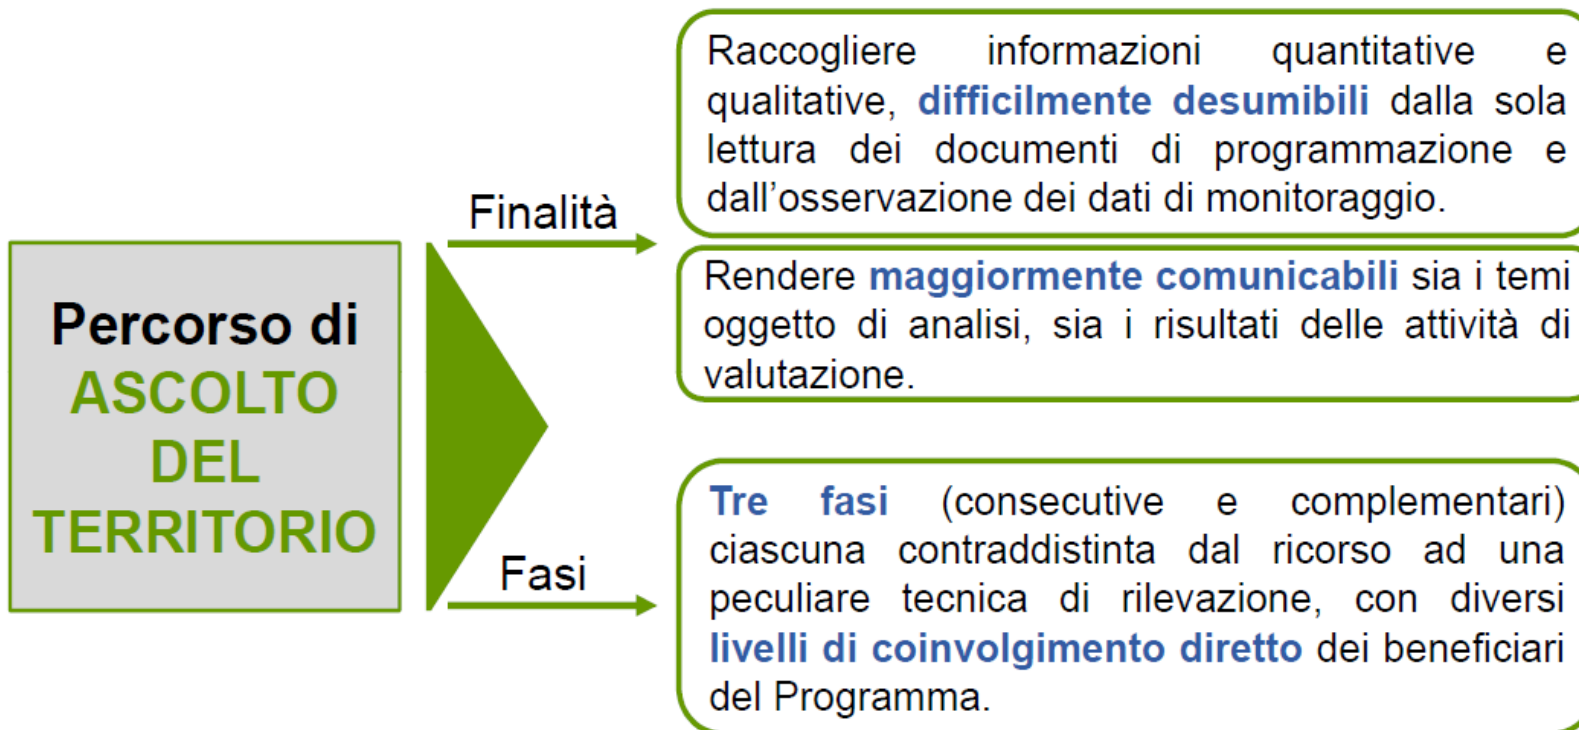 Percorso di
ASCOLTO
DEL
TERRITORIO
Finalità
Raccogliere informazioni quantitative e
qualitative, difficilmente desumibili dalla sola
lettura dei documenti di programmazione e
dall’osservazione dei dati di monitoraggio.
Rendere maggiormente comunicabili sia i temi
oggetto di analisi, sia i risultati delle attività di
valutazione.
Fasi
Tre fasi (consecutive e complementari)
ciascuna contraddistinta dal ricorso ad una
peculiare tecnica di rilevazione, con diversi
livelli di coinvolgimento diretto dei beneficiari
del Programma.